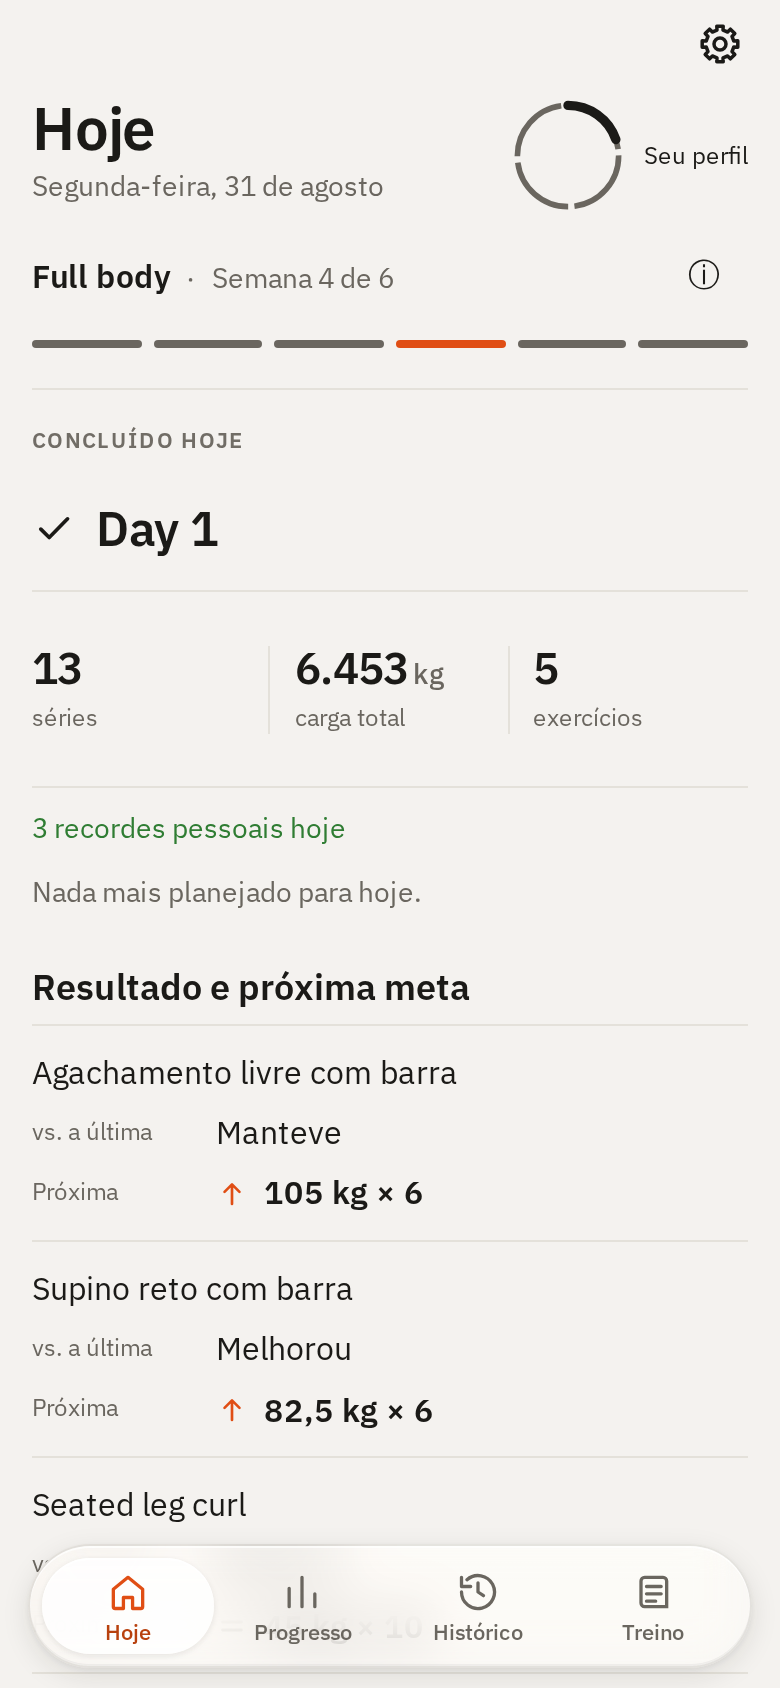 Hoje
Segunda-feira, 31 de agosto
Seu perfil
Full body · Semana 4 de 6
CONCLUÍDO HOJE
Day 1
13
séries
6.453 kg
carga total
5
exercícios
3 recordes pessoais hoje
Nada mais planejado para hoje.
Resultado e próxima meta
Agachamento livre com barra
vs. a última Manteve
Próxima ↑ 105 kg × 6
Supino reto com barra
vs. a última Melhorou
Próxima ↑ 82,5 kg × 6
Seated leg curl
Hoje
Progresso
Histórico
Treino